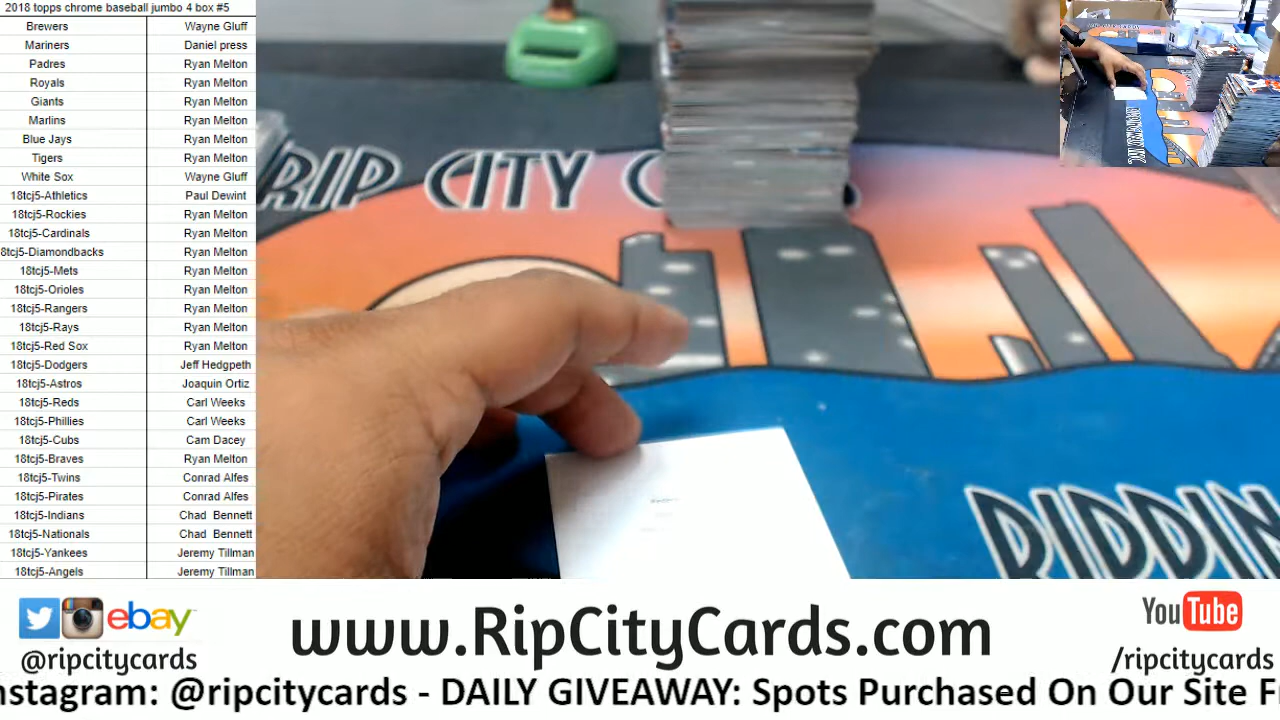 2018 topps chrome baseball jumbo 4 box #5
Brewers Wayne Gluff
Mariners Daniel press
Padres Ryan Melton
Royals Ryan Melton
Giants Ryan Melton
Marlins Ryan Melton
Blue Jays Ryan Melton
Tigers Ryan Melton
White Sox Wayne Gluff
18tcj5-Athletics Paul Dewint
18tcj5-Rockies Ryan Melton
18tcj5-Cardinals Ryan Melton
8tcj5-Diamondbacks Ryan Melton
18tcj5-Mets Ryan Melton
18tcj5-Orioles Ryan Melton
18tcj5-Rangers Ryan Melton
18tcj5-Rays Ryan Melton
18tcj5-Red Sox Ryan Melton
18tcj5-Dodgers Jeff Hedgpeth
18tcj5-Astros Joaquin Ortiz
18tcj5-Reds Carl Weeks
18tcj5-Phillies Carl Weeks
18tcj5-Cubs Cam Dacey
18tcj5-Braves Ryan Melton
18tcj5-Twins Conrad Alfes
18tcj5-Pirates Conrad Alfes
18tcj5-Indians Chad Bennett
18tcj5-Nationals Chad Bennett
18tcj5-Yankees Jeremy Tillman
18tcj5-Angels Jeremy Tillman
RIP CITY C
RIPPIN
ebay
@ripcitycards
www.RipCityCards.com
YouTube
/ripcitycards
nstagram: @ripcitycards - DAILY GIVEAWAY: Spots Purchased On Our Site Fr